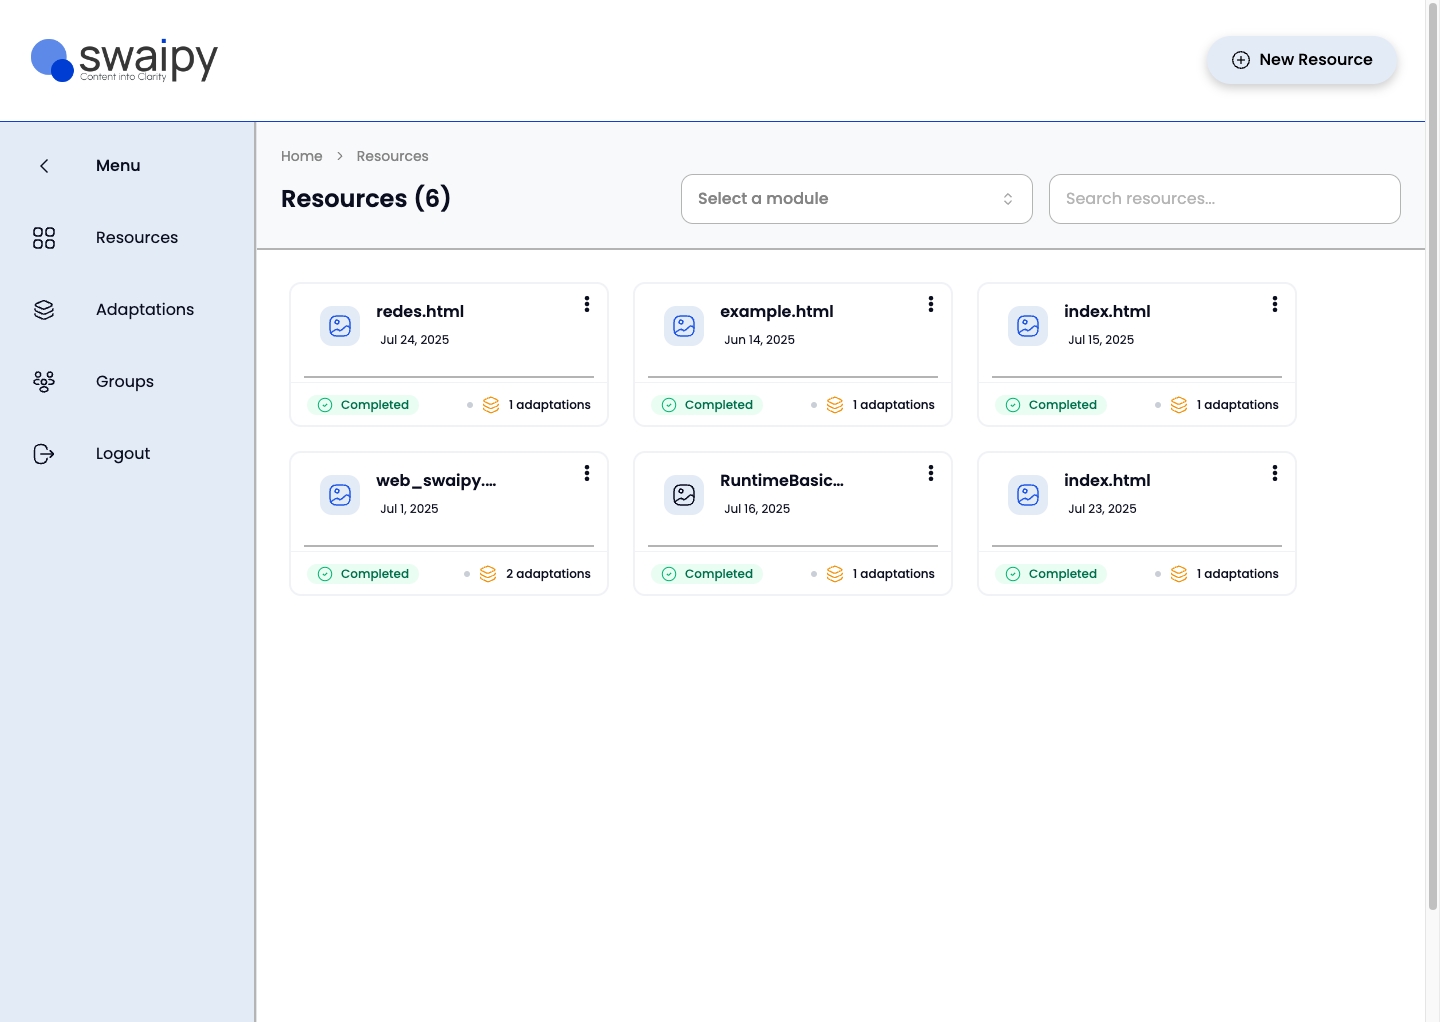 swaipy
Content into Clarity
New Resource
Menu
Resources
Adaptations
Groups
Logout
Home > Resources
Resources (6)
Select a module
Search resources...
redes.html
Jul 24, 2025
Completed
1 adaptations
example.html
Jun 14, 2025
Completed
1 adaptations
index.html
Jul 15, 2025
Completed
1 adaptations
web_swaipy....
Jul 1, 2025
Completed
2 adaptations
RuntimeBasic...
Jul 16, 2025
Completed
1 adaptations
index.html
Jul 23, 2025
Completed
1 adaptations